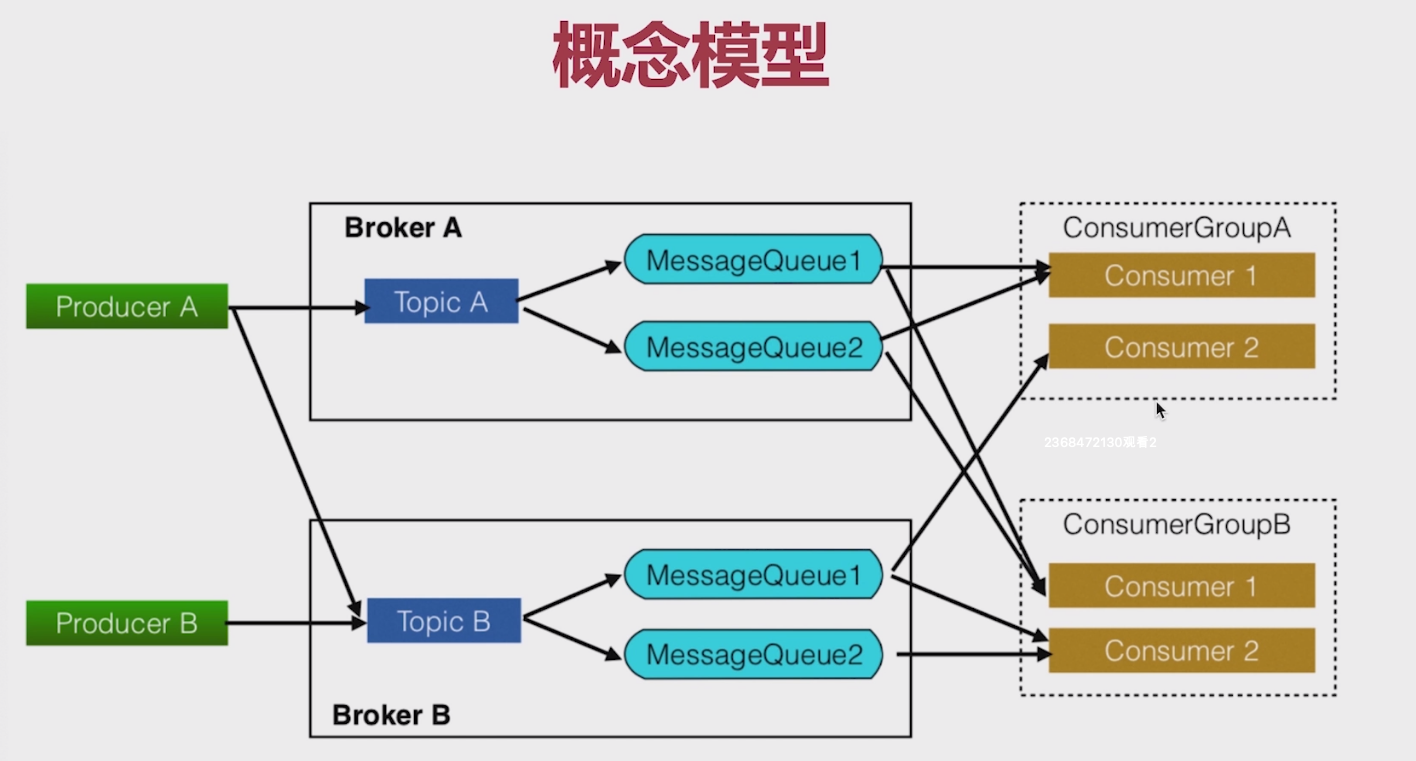 概念模型
Broker A
Producer A
Topic A
MessageQueue1
MessageQueue2
ConsumerGroupA
Consumer 1
Consumer 2
2368472130观看2
Producer B
Topic B
MessageQueue1
MessageQueue2
Broker B
ConsumerGroupB
Consumer 1
Consumer 2